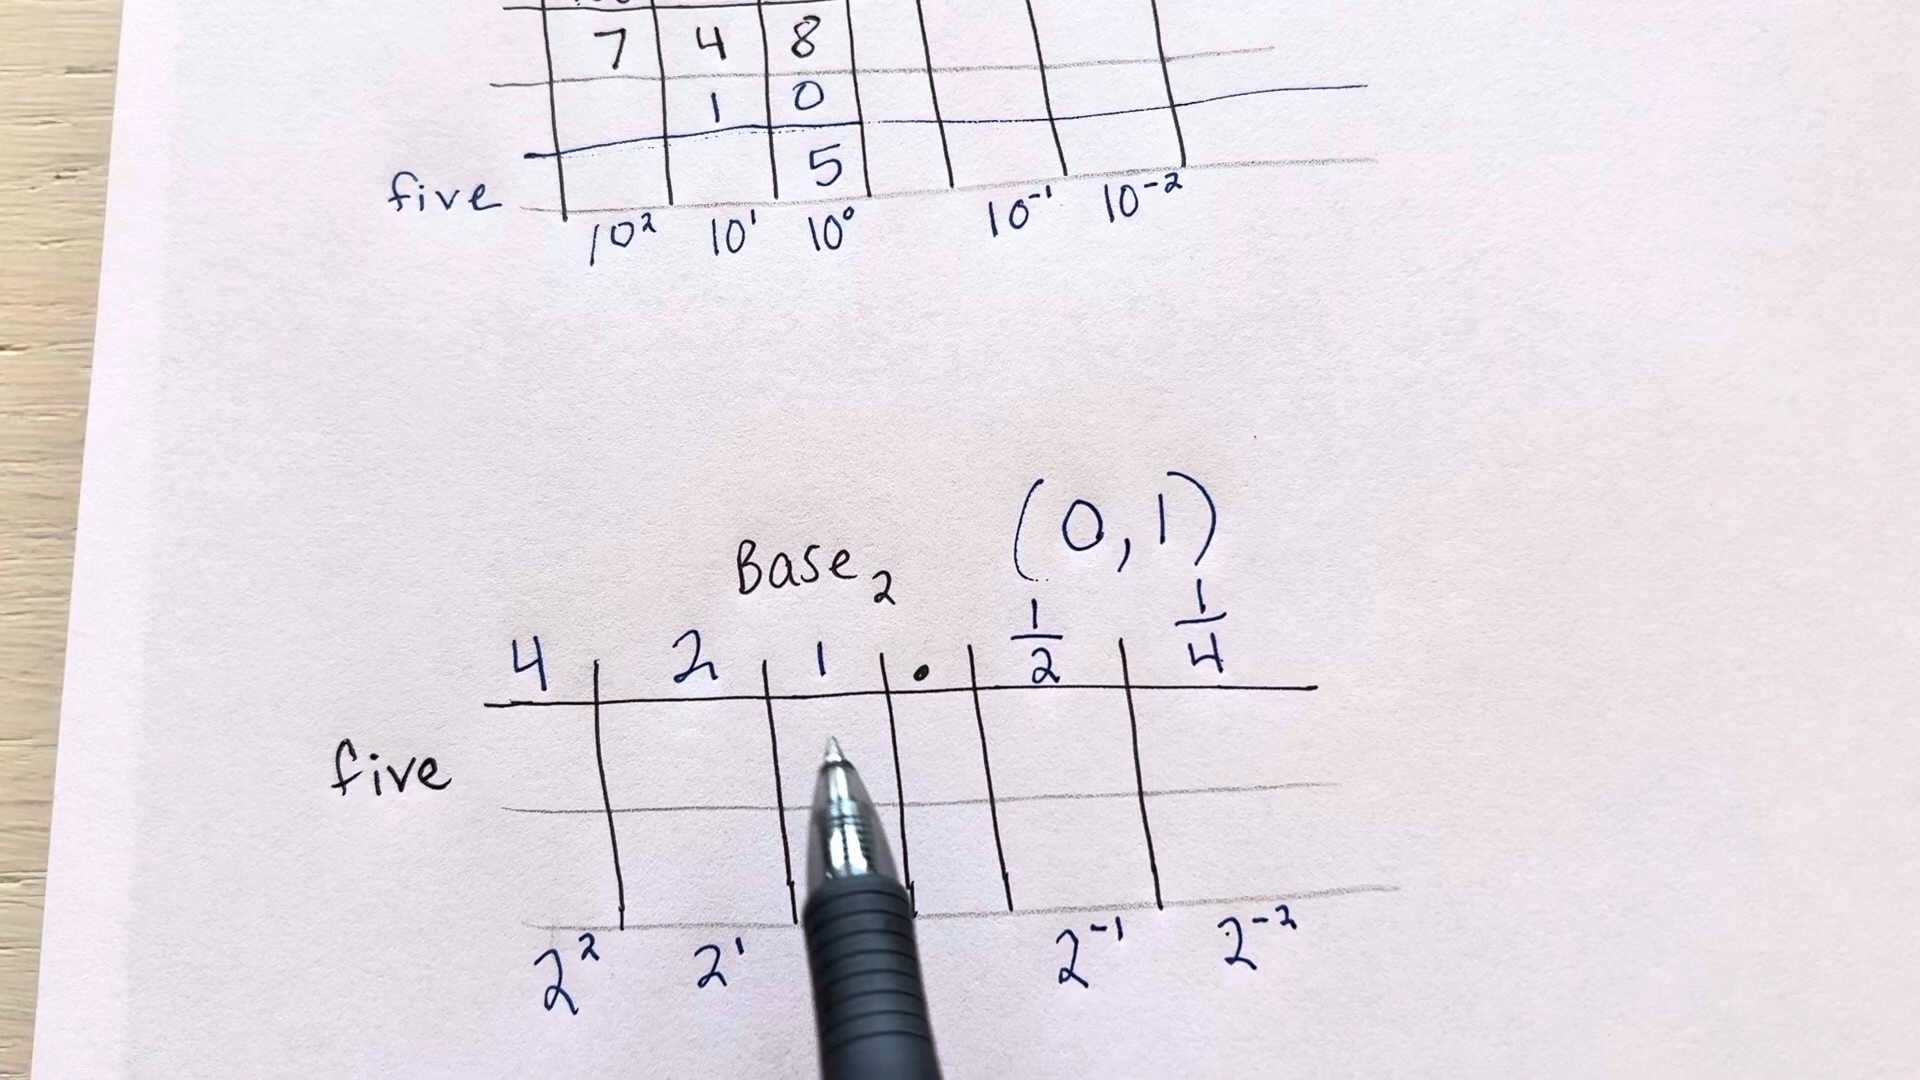 7 4 8
1 0
five 5
10² 10¹ 10⁰ 10⁻¹ 10⁻²
Base₂ (0,1)
4 2 1 . 1/2 1/4
five
2² 2¹ 2⁻¹ 2⁻²